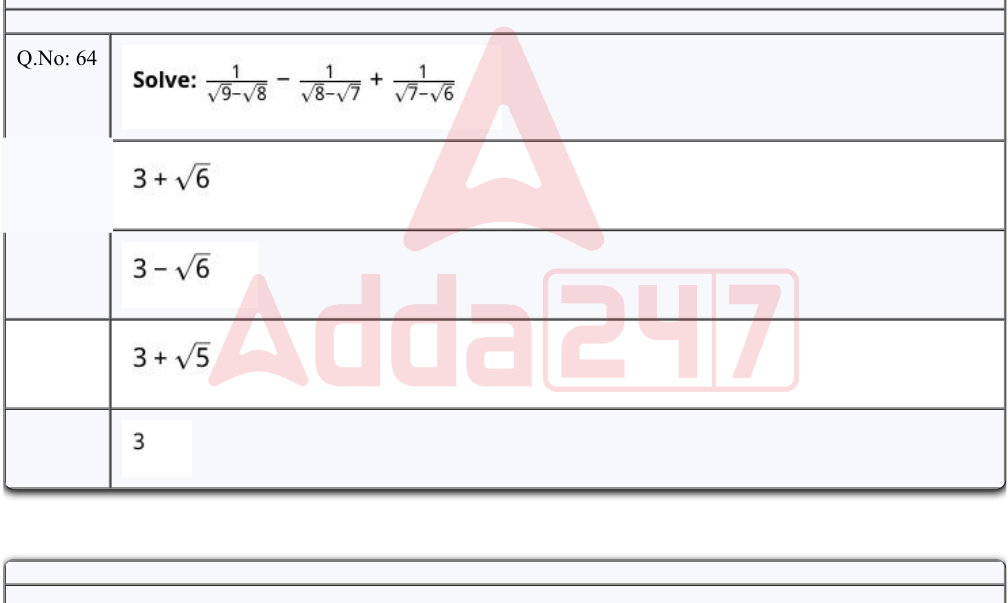 Q.No: 64
Solve: 1/(√9−√8) − 1/(√8−√7) + 1/(√7−√6)
3 + √6
3 − √6
3 + √5
3
Adda247